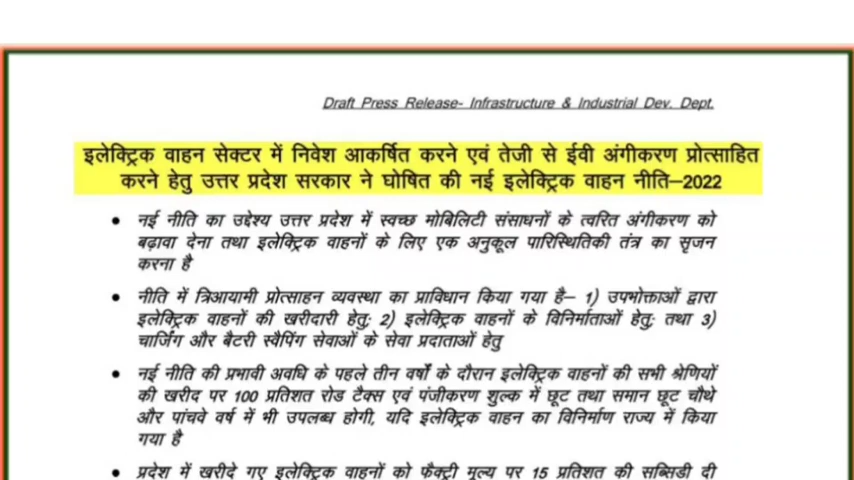 Draft Press Release- Infrastructure & Industrial Dev. Dept.
इलेक्ट्रिक वाहन सेक्टर में निवेश आकर्षित करने एवं तेजी से ईवी अंगीकरण प्रोत्साहित
करने हेतु उत्तर प्रदेश सरकार ने घोषित की नई इलेक्ट्रिक वाहन नीति–2022
• नई नीति का उद्देश्य उत्तर प्रदेश में स्वच्छ मोबिलिटी संसाधनों के त्वरित अंगीकरण को
बढ़ावा देना तथा इलेक्ट्रिक वाहनों के लिए एक अनुकूल पारिस्थितिकी तंत्र का सृजन
करना है
• नीति में त्रिआयामी प्रोत्साहन व्यवस्था का प्राविधान किया गया है– 1) उपभोक्ताओं द्वारा
इलेक्ट्रिक वाहनों की खरीदारी हेतु; 2) इलेक्ट्रिक वाहनों के विनिर्माताओं हेतु; तथा 3)
चार्जिंग और बैटरी स्वैपिंग सेवाओं के सेवा प्रदाताओं हेतु
• नई नीति की प्रभावी अवधि के पहले तीन वर्षों के दौरान इलेक्ट्रिक वाहनों की सभी श्रेणियों
की खरीद पर 100 प्रतिशत रोड टैक्स एवं पंजीकरण शुल्क में छूट तथा समान छूट चौथे
और पांचवे वर्ष में भी उपलब्ध होगी, यदि इलेक्ट्रिक वाहन का विनिर्माण राज्य में किया
गया है
• प्रदेश में खरीदे गए इलेक्ट्रिक वाहनों को फैक्ट्री मूल्य पर 15 प्रतिशत की सब्सिडी दी